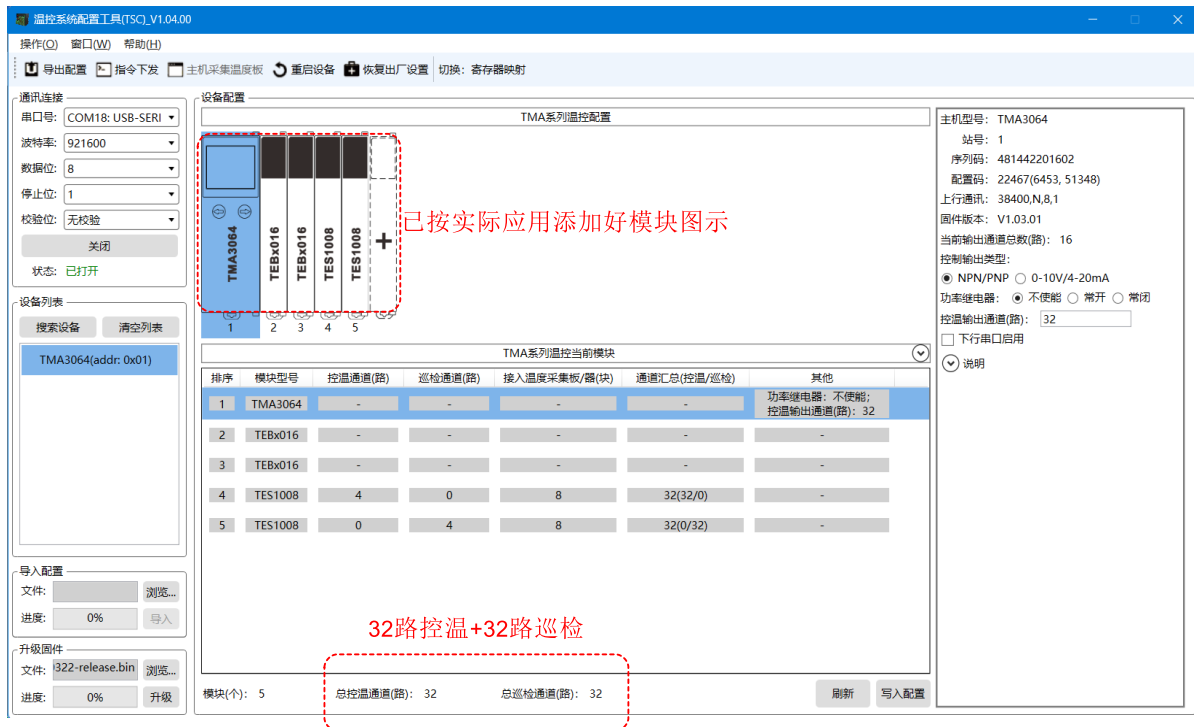 温控系统配置工具(TSC)_V1.04.00
操作(O) 窗口(W) 帮助(H)
导出配置 指令下发 主机采集温度板 重启设备 恢复出厂设置 切换: 寄存器映射
通讯连接
串口号: COM18: USB-SERI
波特率: 921600
数据位: 8
停止位: 1
校验位: 无校验
关闭
状态: 已打开
设备列表
搜索设备 清空列表
TMA3064(addr: 0x01)
导入配置
文件: 浏览...
进度: 0% 导入
升级固件
文件: 322-release.bin 浏览...
进度: 0% 升级
设备配置
TMA系列温控配置
TMA3064
TEBx016
TEBx016
TES1008
TES1008
+
1 2 3 4 5
已按实际应用添加好模块图示
TMA系列温控当前模块
排序 模块型号 控温通道(路) 巡检通道(路) 接入温度采集板/器(块) 通道汇总(控温/巡检) 其他
1 TMA3064 - - - - 功率继电器: 不使能;
控温输出通道(路): 32
2 TEBx016 - - - - -
3 TEBx016 - - - - -
4 TES1008 4 0 8 32(32/0) -
5 TES1008 0 4 8 32(0/32) -
32路控温+32路巡检
模块(个): 5 总控温通道(路): 32 总巡检通道(路): 32 刷新 写入配置
主机型号: TMA3064
站号: 1
序列码: 481442201602
配置码: 22467(6453, 51348)
上行通讯: 38400,N,8,1
固件版本: V1.03.01
当前输出通道总数(路): 16
控制输出类型:
NPN/PNP 0-10V/4-20mA
功率继电器: 不使能 常开 常闭
控温输出通道(路): 32
下行串口启用
说明